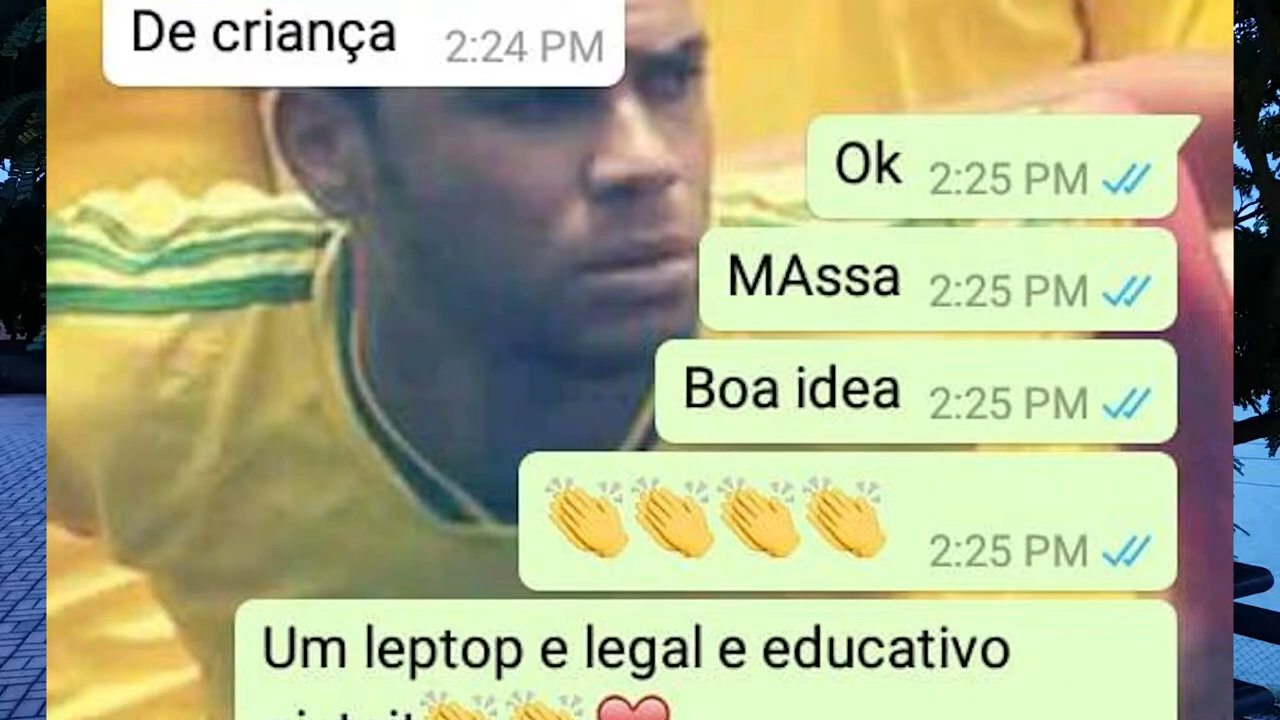 De criança 2:24 PM
Ok 2:25 PM
MAssa 2:25 PM
Boa idea 2:25 PM
👏👏👏👏 2:25 PM
Um leptop e legal e educativo
👏👏❤️